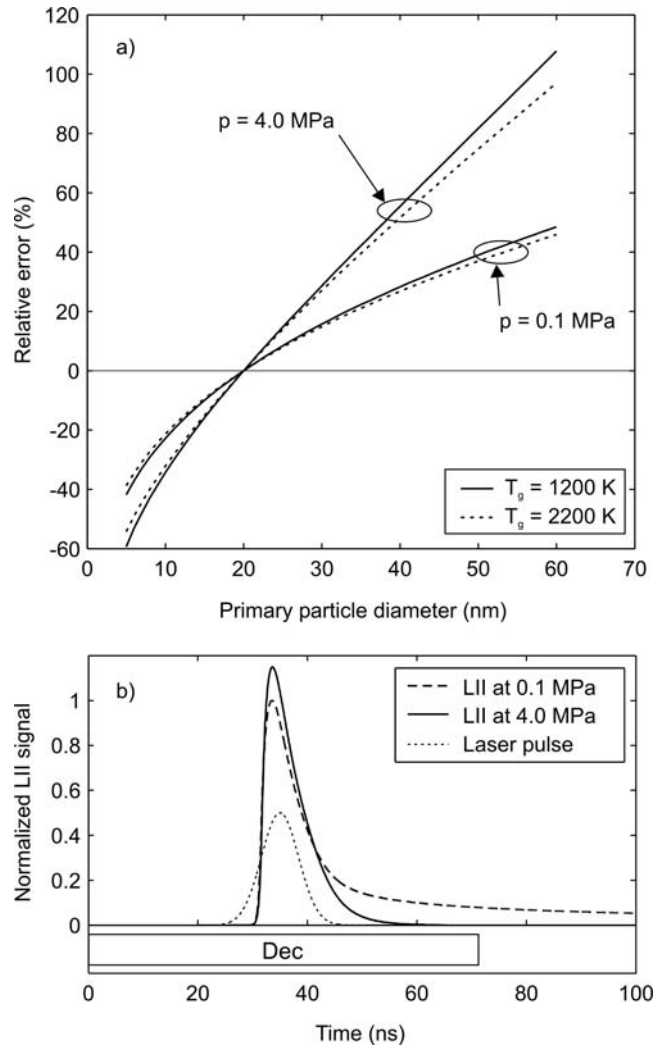 120
100
80
60
40
20
0
-20
-40
-60
Relative error (%)
a)
p = 4.0 MPa
p = 0.1 MPa
T_g = 1200 K
T_g = 2200 K
0 10 20 30 40 50 60 70
Primary particle diameter (nm)
b)
1
0.8
0.6
0.4
0.2
0
Normalized LII signal
LII at 0.1 MPa
LII at 4.0 MPa
Laser pulse
Dec
0 20 40 60 80 100
Time (ns)